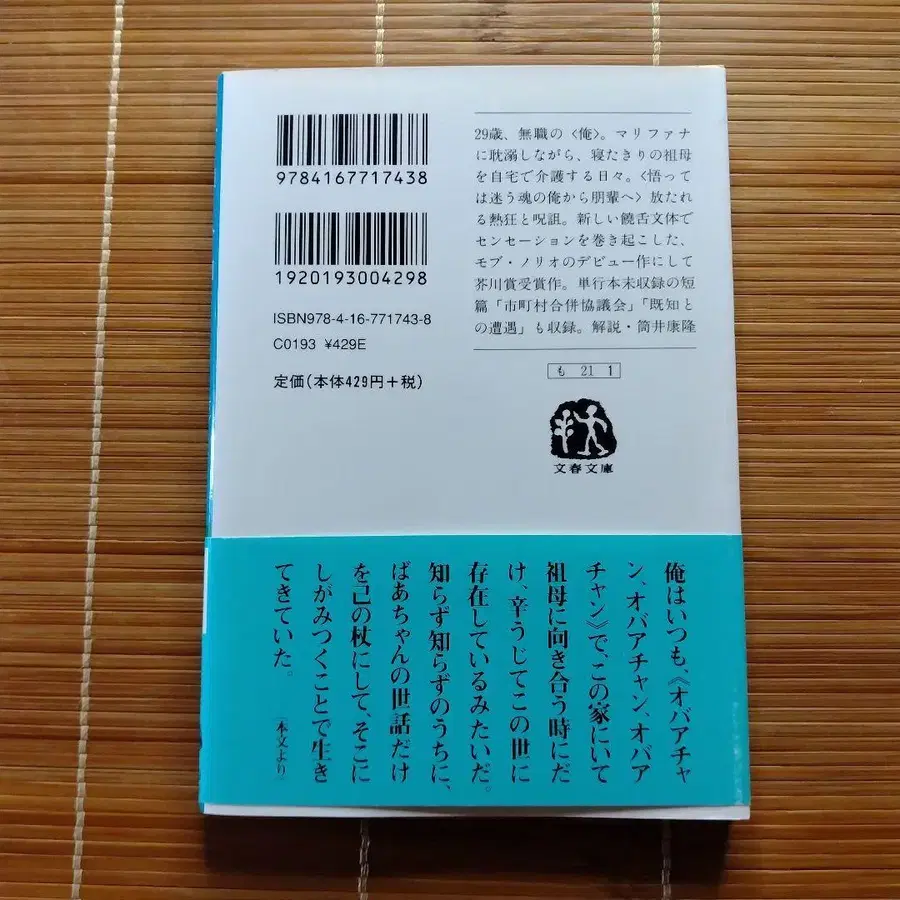 9784167717438
1920193004298
ISBN978-4-16-771743-8
C0193 ¥429E
定価(本体429円+税)
29歳、無職の〈俺〉。マリファナ
に耽溺しながら、寝たきりの祖母
を自宅で介護する日々。〈悟って
は迷う魂の俺から朋輩へ〉放たれ
る熱狂と呪詛。新しい饒舌文体で
センセーションを巻き起こした、
モブ・ノリオのデビュー作にして
芥川賞受賞作。単行本未収録の短
篇「市町村合併協議会」「既知と
の遭遇」も収録。解説・筒井康隆
も 21 1
文春文庫
俺はいつも、《オバアチャ
ン、オバアチャン、オバア
チャン》で、この家にいて
祖母に向き合う時にだ
け、辛うじてこの世に
存在しているみたいだ。
知らず知らずのうちに、
ばあちゃんの世話だけ
を己の杖にして、そこに
しがみつくことで生き
てきていた。
(本文より)